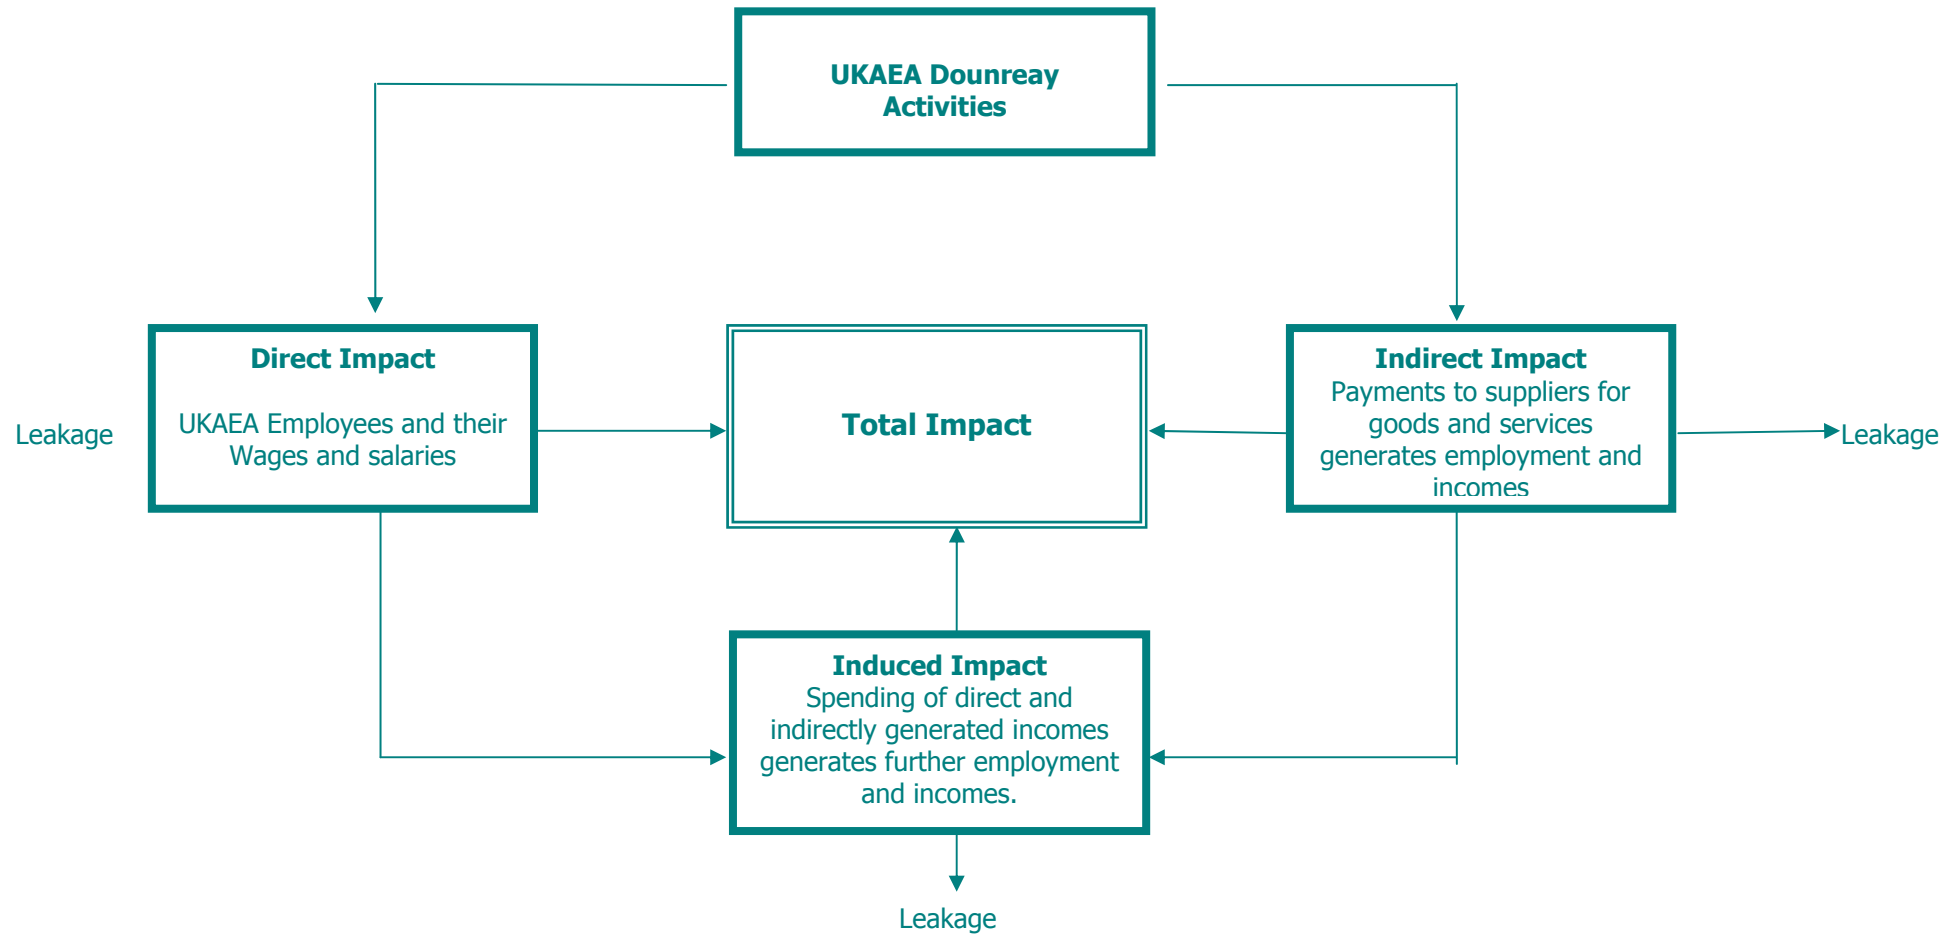 UKAEA Dounreay
Activities
Direct Impact
UKAEA Employees and their
Wages and salaries
Leakage
Total Impact
Indirect Impact
Payments to suppliers for
goods and services
generates employment and
incomes
Leakage
Induced Impact
Spending of direct and
indirectly generated incomes
generates further employment
and incomes.
Leakage